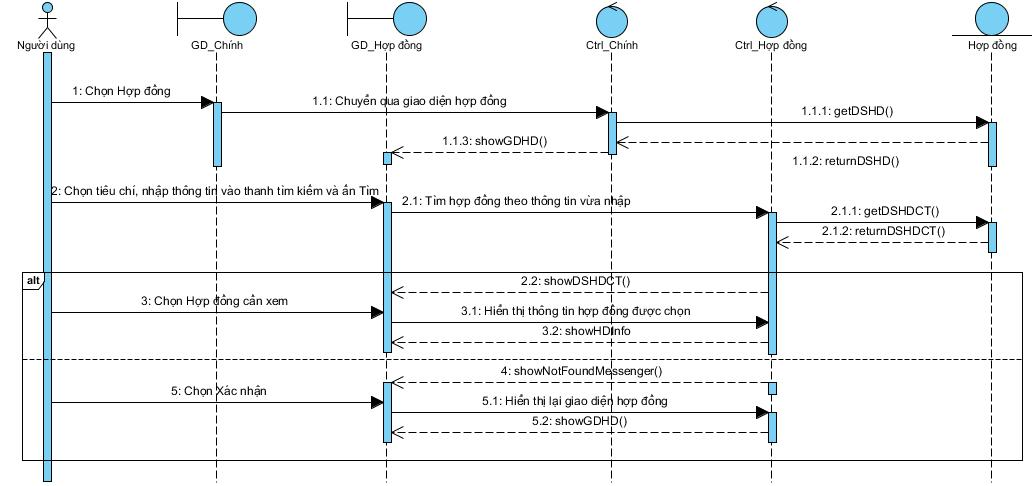 Người dùng
GD_Chính
GD_Hợp đồng
Ctrl_Chính
Ctrl_Hợp đồng
Hợp đồng
1: Chọn Hợp đồng
1.1: Chuyển qua giao diện hợp đồng
1.1.1: getDSHD()
1.1.3: showGDHD()
1.1.2: returnDSHD()
2: Chọn tiêu chí, nhập thông tin vào thanh tìm kiếm và ấn Tìm
2.1: Tìm hợp đồng theo thông tin vừa nhập
2.1.1: getDSHDCT()
2.1.2: returnDSHDCT()
alt
2.2: showDSHDCT()
3: Chọn Hợp đồng cần xem
3.1: Hiển thị thông tin hợp đồng được chọn
3.2: showHDInfo
4: showNotFoundMessenger()
5: Chọn Xác nhận
5.1: Hiển thị lại giao diện hợp đồng
5.2: showGDHD()